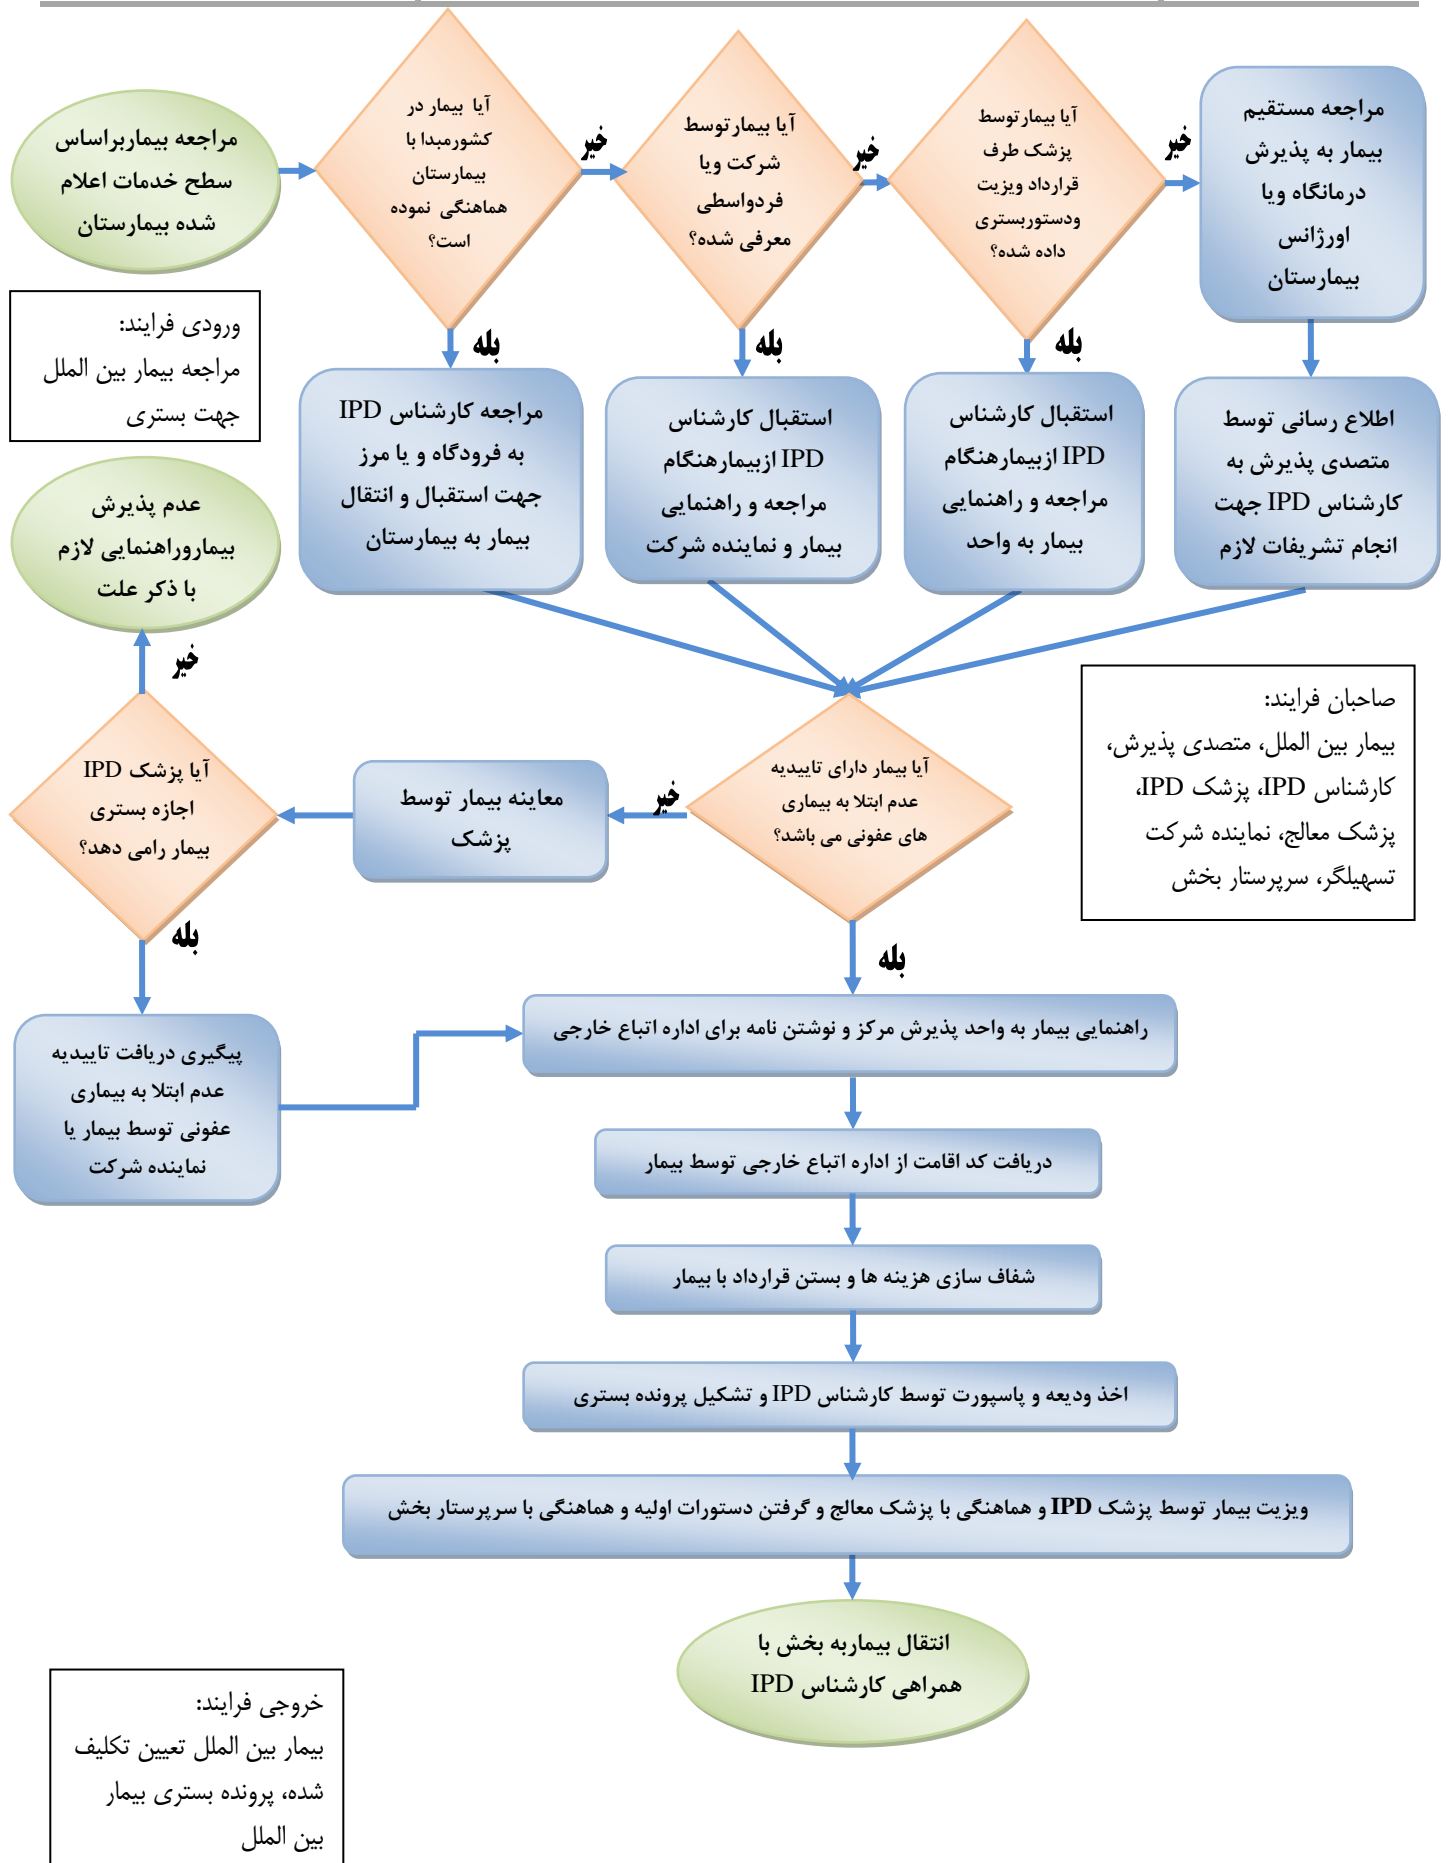 مراجعه بیماربراساس
سطح خدمات اعلام
شده بیمارستان
آیا بیمار در
کشورمبدا با
بیمارستان
هماهنگی نموده
است؟
خیر
آیا بیمارتوسط
شرکت ویا
فردواسطی
معرفی شده؟
خیر
آیا بیمارتوسط
پزشک طرف
قرارداد ویزیت
ودستوربستری
داده شده؟
خیر
مراجعه مستقیم
بیمار به پذیرش
درمانگاه ویا
اورژانس
بیمارستان
ورودی فرایند:
مراجعه بیمار بین الملل
جهت بستری
بله
بله
بله
مراجعه کارشناس IPD
به فرودگاه و یا مرز
جهت استقبال و انتقال
بیمار به بیمارستان
استقبال کارشناس
IPD ازبیمارهنگام
مراجعه و راهنمایی
بیمار و نماینده شرکت
استقبال کارشناس
IPD ازبیمارهنگام
مراجعه و راهنمایی
بیمار به واحد
اطلاع رسانی توسط
متصدی پذیرش به
کارشناس IPD جهت
انجام تشریفات لازم
عدم پذیرش
بیماروراهنمایی لازم
با ذکر علت
خیر
صاحبان فرایند:
بیمار بین الملل، متصدی پذیرش،
کارشناس IPD، پزشک IPD،
پزشک معالج، نماینده شرکت
تسهیلگر، سرپرستار بخش
آیا بیمار دارای تاییدیه
عدم ابتلا به بیماری
های عفونی می باشد؟
خیر
معاینه بیمار توسط
پزشک
آیا پزشک IPD
اجازه بستری
بیمار رامی دهد؟
بله
بله
پیگیری دریافت تاییدیه
عدم ابتلا به بیماری
عفونی توسط بیمار یا
نماینده شرکت
راهنمایی بیمار به واحد پذیرش مرکز و نوشتن نامه برای اداره اتباع خارجی
دریافت کد اقامت از اداره اتباع خارجی توسط بیمار
شفاف سازی هزینه ها و بستن قرارداد با بیمار
اخذ ودیعه و پاسپورت توسط کارشناس IPD و تشکیل پرونده بستری
ویزیت بیمار توسط پزشک IPD و هماهنگی با پزشک معالج و گرفتن دستورات اولیه و هماهنگی با سرپرستار بخش
انتقال بیماربه بخش با
همراهی کارشناس IPD
خروجی فرایند:
بیمار بین الملل تعیین تکلیف
شده، پرونده بستری بیمار
بین الملل